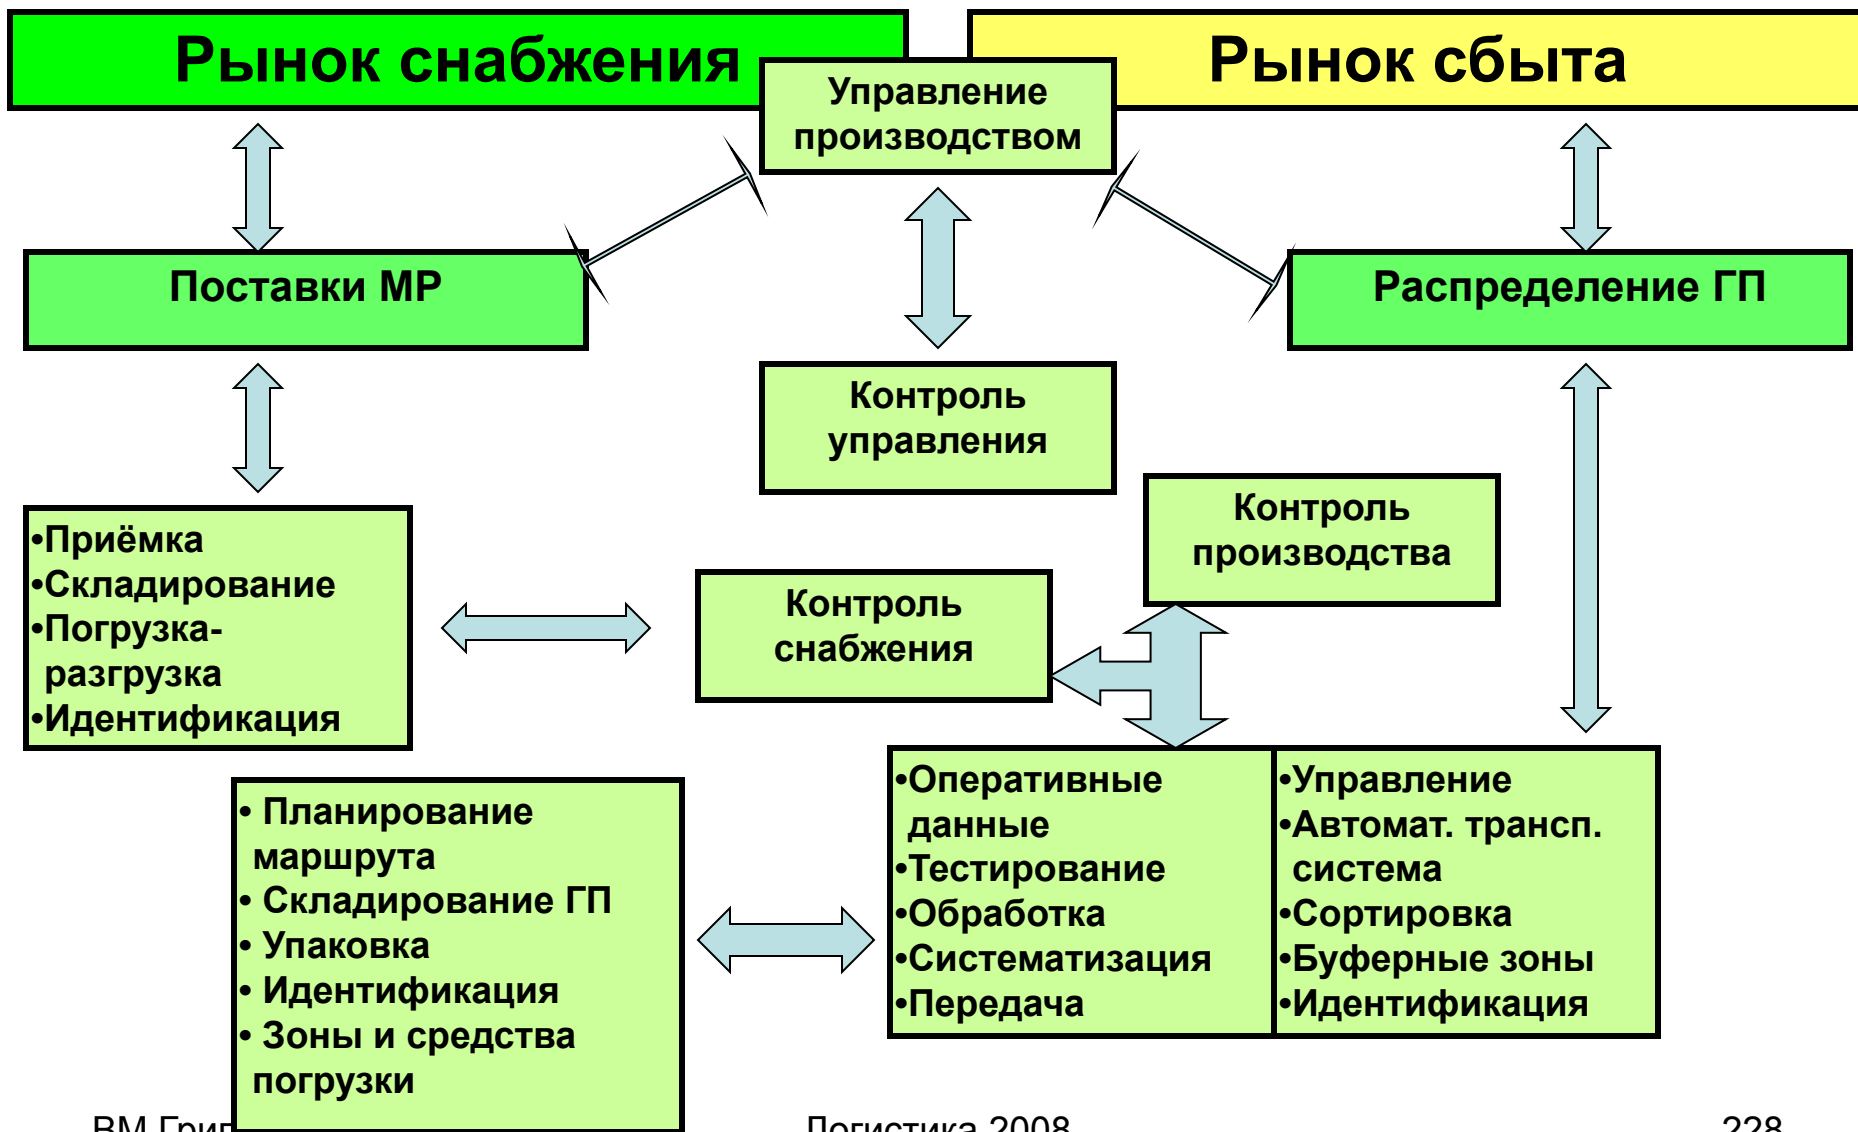 Рынок снабжения
Рынок сбыта
Управление
производством
Поставки МР
Распределение ГП
Контроль
управления
Контроль
производства
•Приёмка
•Складирование
•Погрузка-
разгрузка
•Идентификация
Контроль
снабжения
•Оперативные
данные
•Тестирование
•Обработка
•Систематизация
•Передача
•Управление
•Автомат. трансп.
система
•Сортировка
•Буферные зоны
•Идентификация
• Планирование
маршрута
• Складирование ГП
• Упаковка
• Идентификация
• Зоны и средства
погрузки
ВМ
Логистика 2008
228